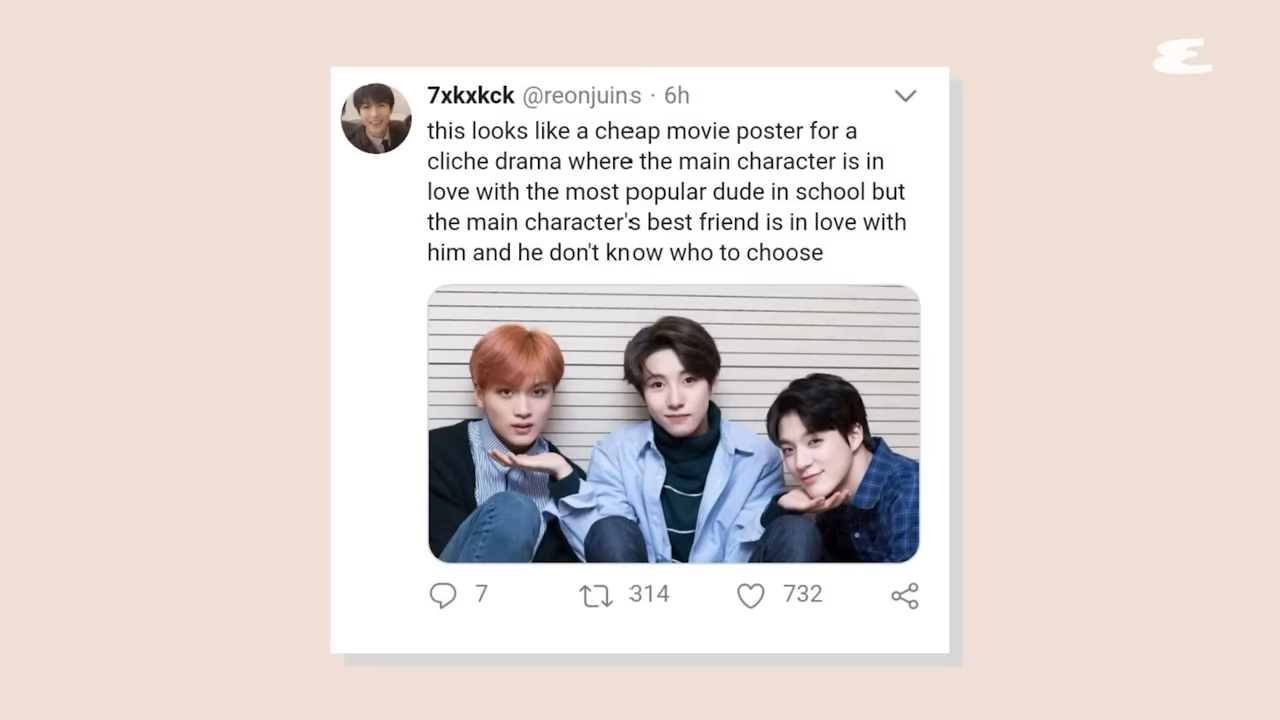 7xkxkck @reonjuins · 6h
this looks like a cheap movie poster for a
cliche drama where the main character is in
love with the most popular dude in school but
the main character's best friend is in love with
him and he don't know who to choose
7 314 732